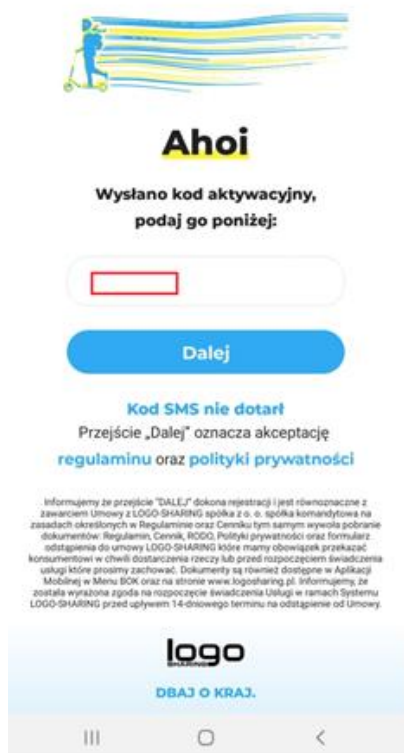 Ahoi
Wysłano kod aktywacyjny,
podaj go poniżej:
Dalej
Kod SMS nie dotarł
Przejście „Dalej” oznacza akceptację
regulaminu oraz polityki prywatności
Informujemy ze przejście "DALEJ" dokona rejestracji i jest równoznaczne z
zawarciem Umowy z LOGO-SHARING spółka z o. o. spółka komandytowa na
zasadach określonych w Regulaminie oraz Cenniku tym samym wywoła pobranie
dokumentów: Regulamin, Cennik, RODO, Polityki prywatności oraz formularz
odstąpienia do umowy LOGO-SHARING które mamy obowiązek przekazać
konsumentowi w chwili dostarczenia rzeczy lub przed rozpoczęciem świadczenia
usługi które prosimy zachować. Dokumenty są również dostępne w Aplikacji
Mobilnej w Menu BOK oraz na stronie www.logosharing.pl. Informujemy, że
została wyrażona zgoda na rozpoczęcie świadczenia Usługi w ramach Systemu
LOGO-SHARING przed upływem 14-dniowego terminu na odstąpienie od Umowy.
logo
SHARING
DBAJ O KRAJ.